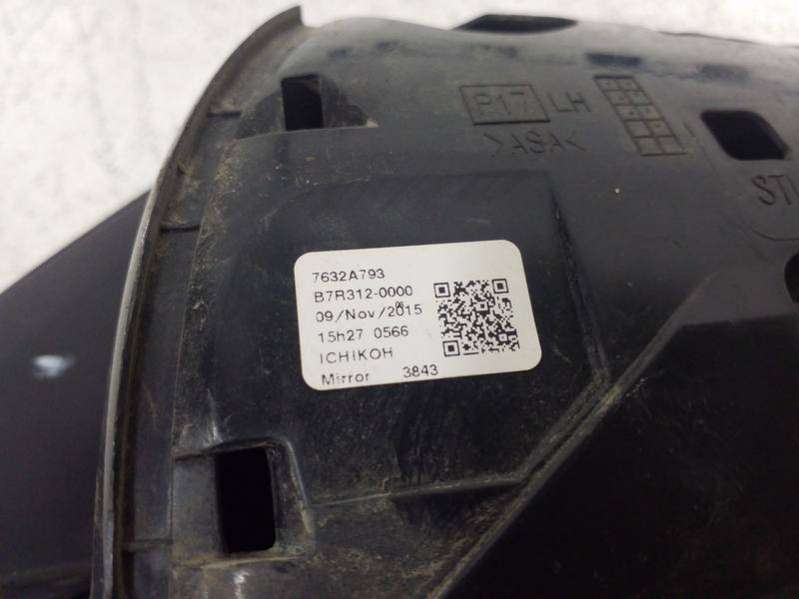 P17 LH
>ASA<
7632A793
B7R312-0000
09/Nov/2015
15h27 0566
ICHIKOH
Mirror 3843